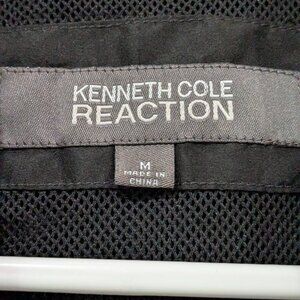 KENNETH COLE
REACTION
M
MADE IN
CHINA